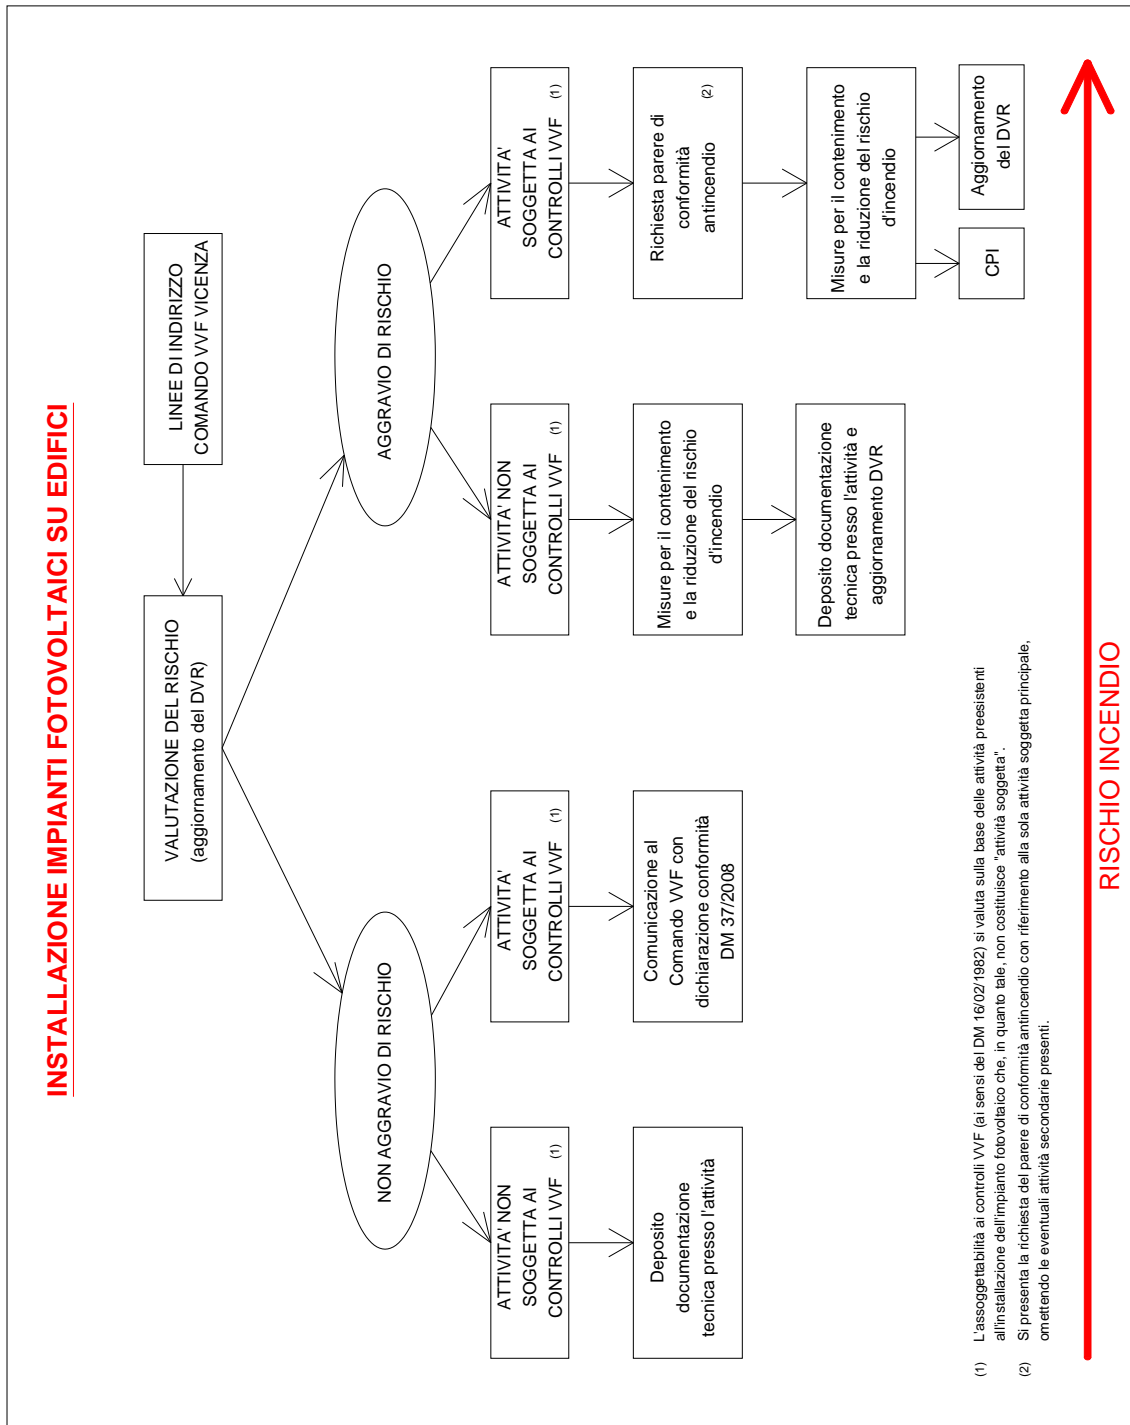 INSTALLAZIONE IMPIANTI FOTOVOLTAICI SU EDIFICI
VALUTAZIONE DEL RISCHIO
(aggiornamento del DVR)
LINEE DI INDIRIZZO
COMANDO VVF VICENZA
NON AGGRAVIO DI RISCHIO
AGGRAVIO DI RISCHIO
ATTIVITA' NON
SOGGETTA AI
CONTROLLI VVF (1)
ATTIVITA'
SOGGETTA AI
CONTROLLI VVF (1)
ATTIVITA' NON
SOGGETTA AI
CONTROLLI VVF (1)
ATTIVITA'
SOGGETTA AI
CONTROLLI VVF (1)
Deposito
documentazione
tecnica presso l'attività
Comunicazione al
Comando VVF con
dichiarazione conformità
DM 37/2008
Misure per il contenimento
e la riduzione del rischio
d'incendio
Richiesta parere di
conformità
antincendio (2)
Deposito documentazione
tecnica presso l'attività e
aggiornamento DVR
Misure per il contenimento
e la riduzione del rischio
d'incendio
CPI
Aggiornamento
del DVR
(1) L'assoggettabilità ai controlli VVF (ai sensi del DM 16/02/1982) si valuta sulla base delle attività preesistenti
all'installazione dell'impianto fotovoltaico che, in quanto tale, non costituisce "attività soggetta".
(2) Si presenta la richiesta del parere di conformità antincendio con riferimento alla sola attività soggetta principale,
omettendo le eventuali attività secondarie presenti.
RISCHIO INCENDIO